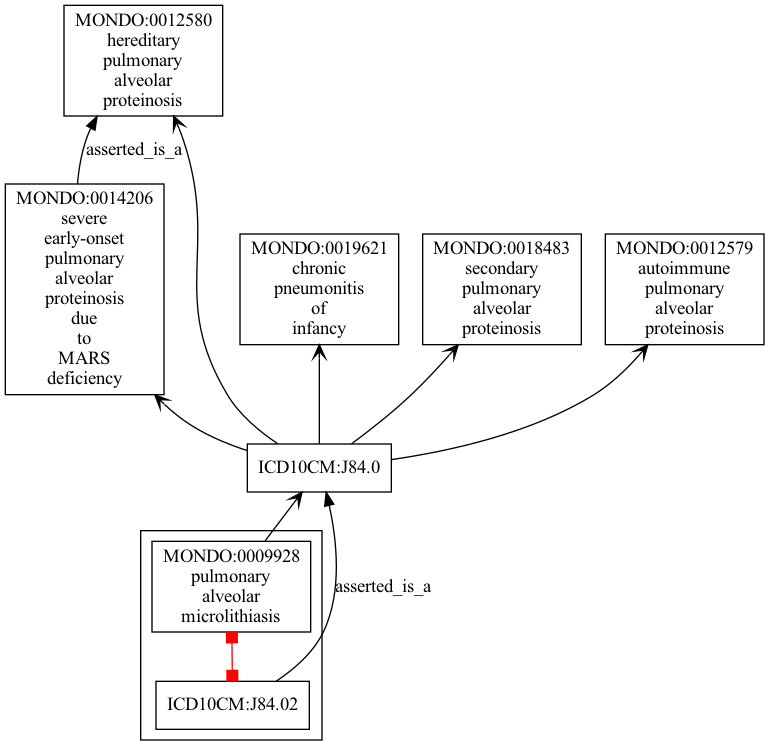 MONDO:0012580
hereditary
pulmonary
alveolar
proteinosis
asserted_is_a
MONDO:0014206
severe
early-onset
pulmonary
alveolar
proteinosis
due
to
MARS
deficiency
MONDO:0019621
chronic
pneumonitis
of
infancy
MONDO:0018483
secondary
pulmonary
alveolar
proteinosis
MONDO:0012579
autoimmune
pulmonary
alveolar
proteinosis
ICD10CM:J84.0
MONDO:0009928
pulmonary
alveolar
microlithiasis
asserted_is_a
ICD10CM:J84.02